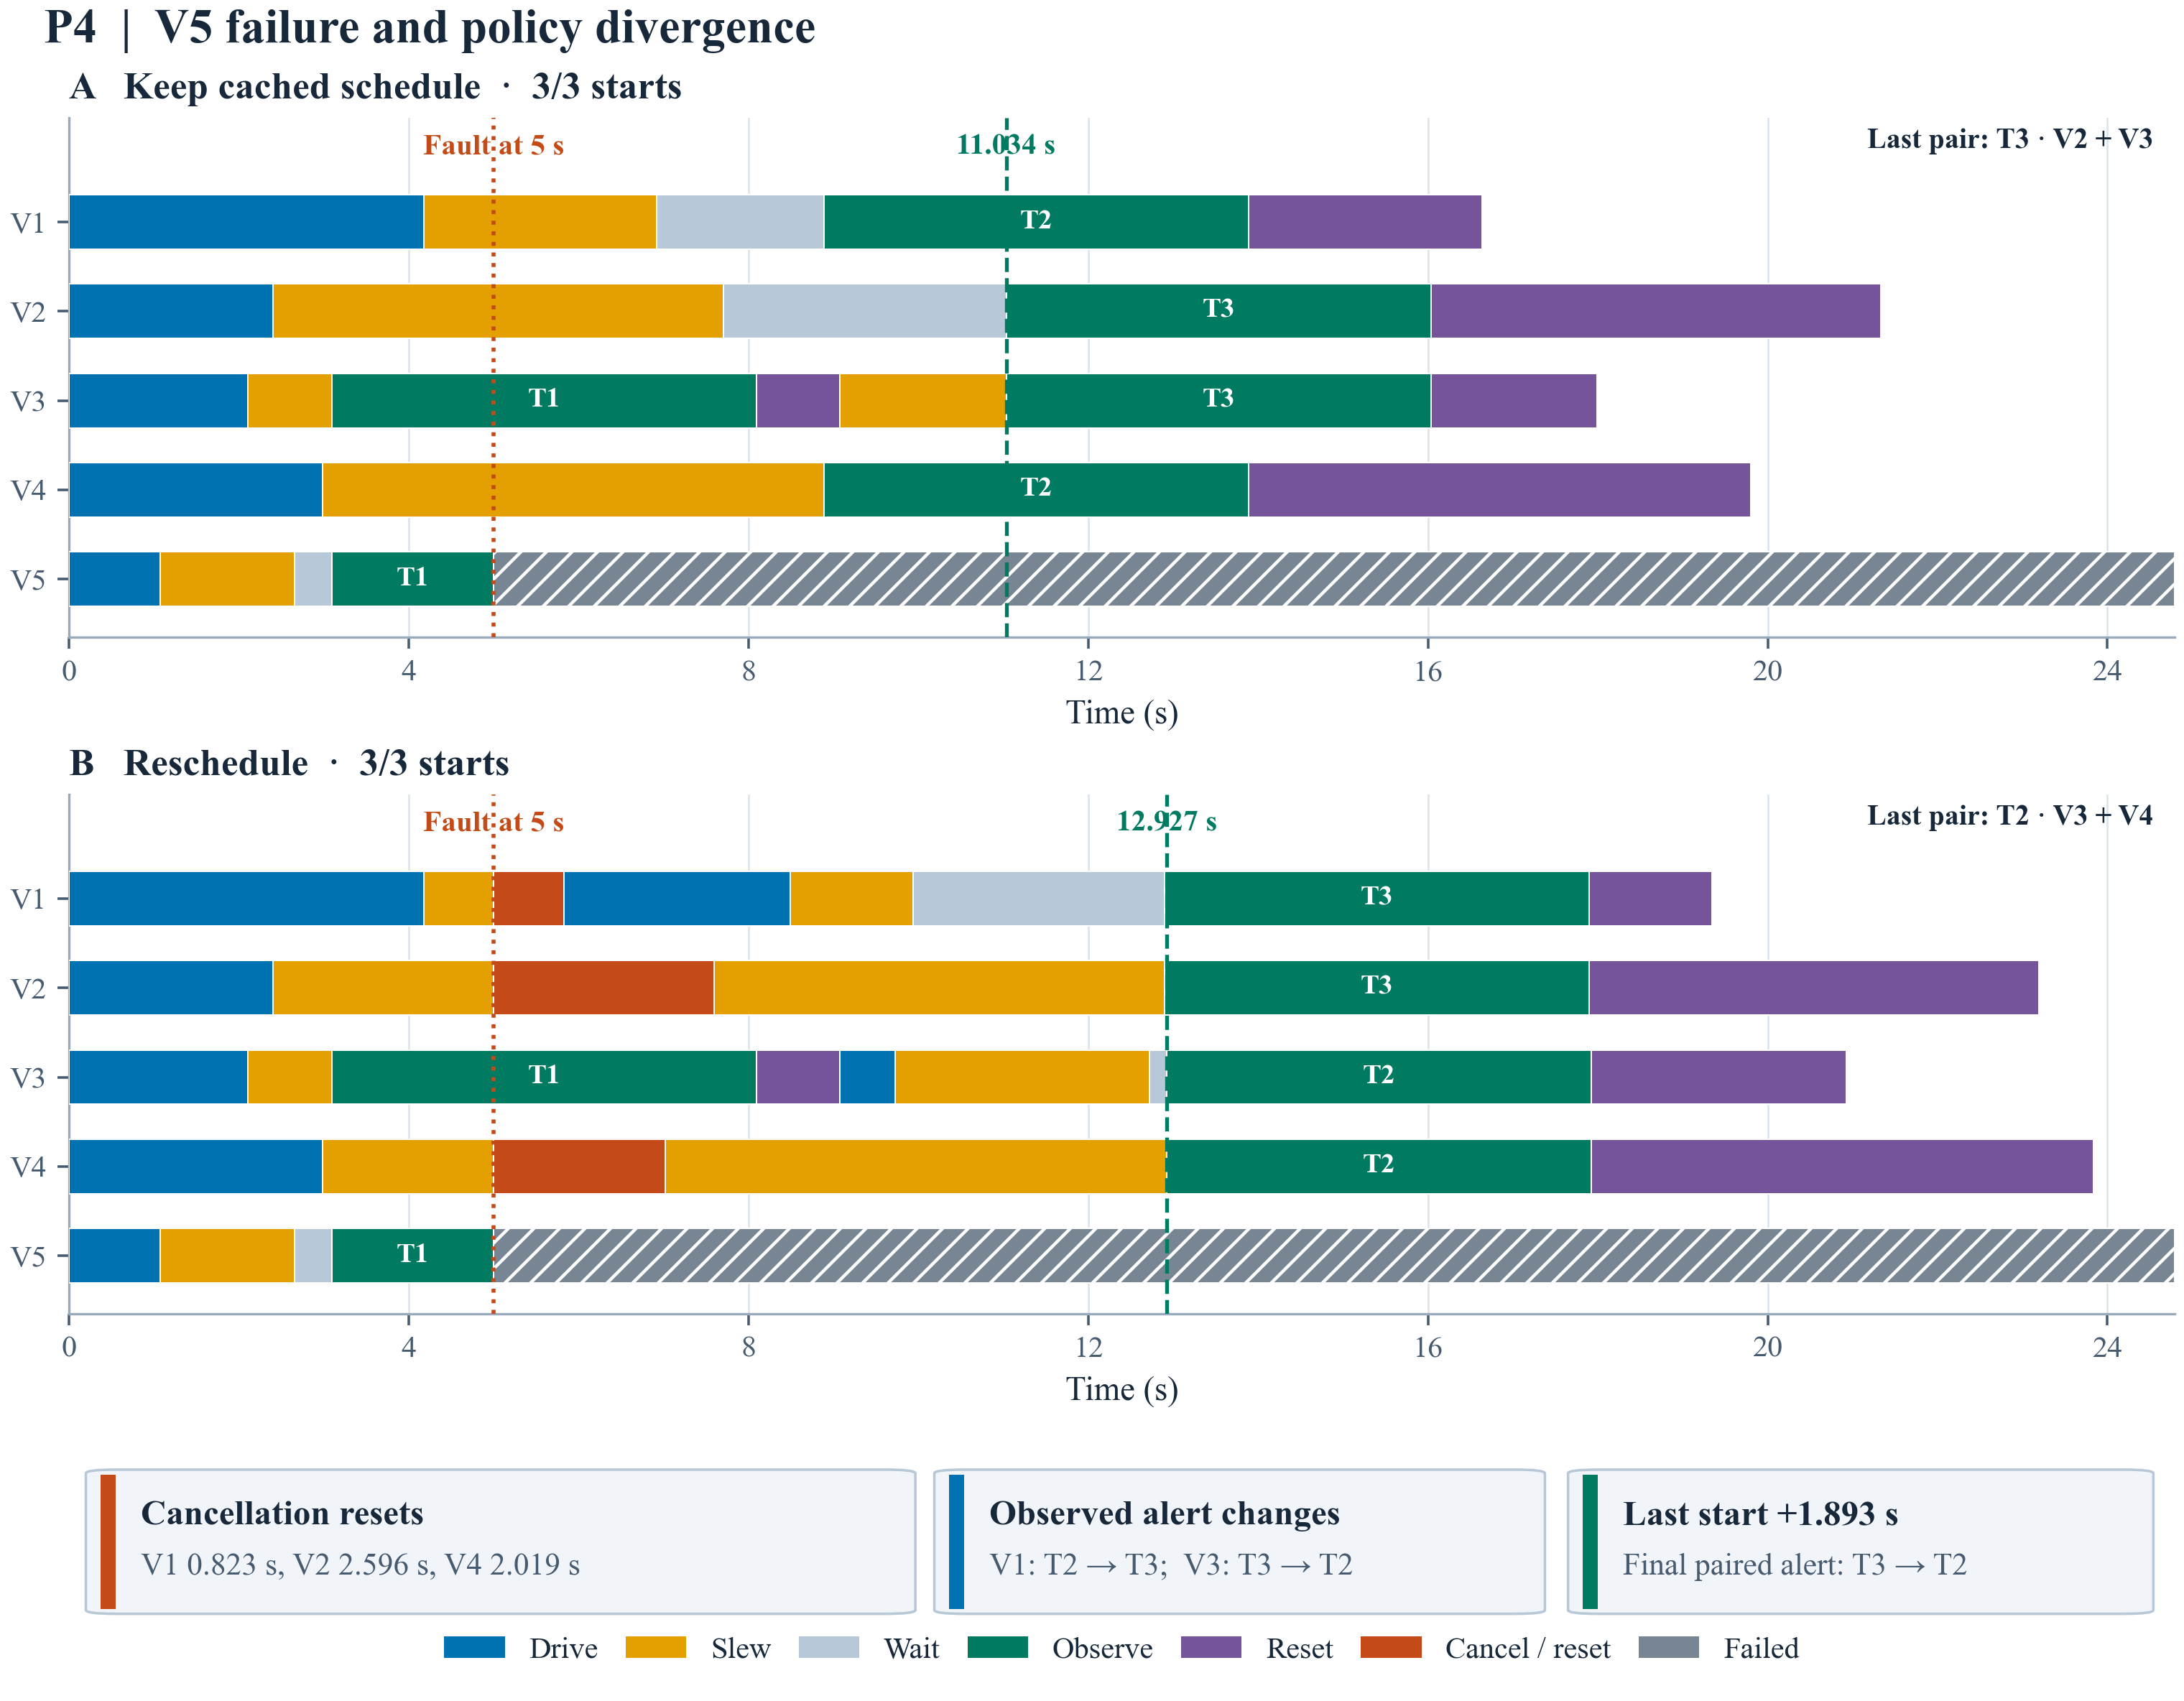 P4 | V5 failure and policy divergence
A Keep cached schedule · 3/3 starts
Fault at 5 s
11.034 s
Last pair: T3 · V2 + V3
V1
T2
V2
T3
V3
T1
T3
V4
T2
V5
T1
0 4 8 12 16 20 24
Time (s)
B Reschedule · 3/3 starts
Fault at 5 s
12.927 s
Last pair: T2 · V3 + V4
V1
T3
V2
T3
V3
T1
T2
V4
T2
V5
T1
0 4 8 12 16 20 24
Time (s)
Cancellation resets
V1 0.823 s, V2 2.596 s, V4 2.019 s
Observed alert changes
V1: T2 → T3; V3: T3 → T2
Last start +1.893 s
Final paired alert: T3 → T2
Drive Slew Wait Observe Reset Cancel / reset Failed